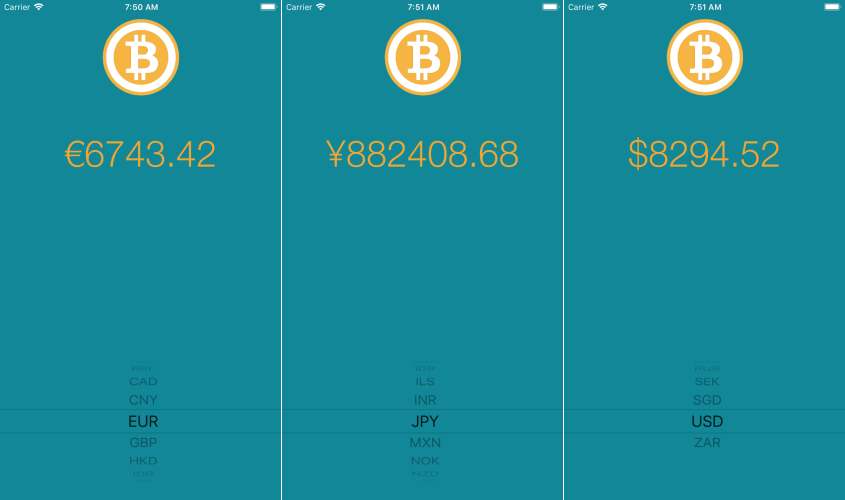 Carrier 7:50 AM
₿
€6743.42
BRL
CAD
CNY
EUR
GBP
HKD
IDR
Carrier 7:51 AM
₿
¥882408.68
IDR
ILS
INR
JPY
MXN
NOK
NZD
Carrier 7:51 AM
₿
$8294.52
RUB
SEK
SGD
USD
ZAR